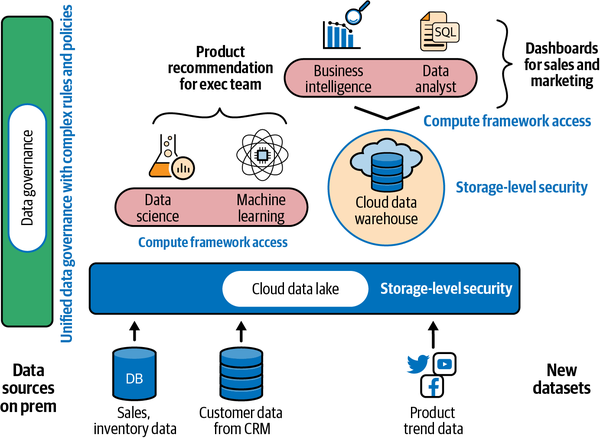 Data governance
Unified data governance with complex rules and policies
Product
recommendation
for exec team
SQL
Business
intelligence
Data
analyst
Dashboards
for sales and
marketing
Compute framework access
Data
science
Machine
learning
Compute framework access
Cloud data
warehouse
Storage-level security
Cloud data lake
Storage-level security
Data
sources
on prem
DB
Sales,
inventory data
Customer data
from CRM
Product
trend data
New
datasets